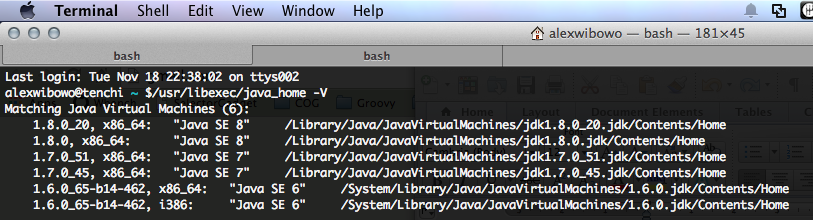 Terminal Shell Edit View Window Help
alexwibowo — bash — 181×45
bash bash
Last login: Tue Nov 18 22:38:02 on ttys002
alexwibowo@tenchi ~ $/usr/libexec/java_home -V
COG Groovy
Matching Java Virtual Machines (6):
Tables
1.8.0_20, x86_64: "Java SE 8" /Library/Java/JavaVirtualMachines/jdk1.8.0_20.jdk/Contents/Home
1.8.0, x86_64: "Java SE 8" /Library/Java/JavaVirtualMachines/jdk1.8.0.jdk/Contents/Home
1.7.0_51, x86_64: "Java SE 7" /Library/Java/JavaVirtualMachines/jdk1.7.0_51.jdk/Contents/Home
1.7.0_45, x86_64: "Java SE 7" /Library/Java/JavaVirtualMachines/jdk1.7.0_45.jdk/Contents/Home
1.6.0_65-b14-462, x86_64: "Java SE 6" /System/Library/Java/JavaVirtualMachines/1.6.0.jdk/Contents/Home
1.6.0_65-b14-462, i386: "Java SE 6" /System/Library/Java/JavaVirtualMachines/1.6.0.jdk/Contents/Home